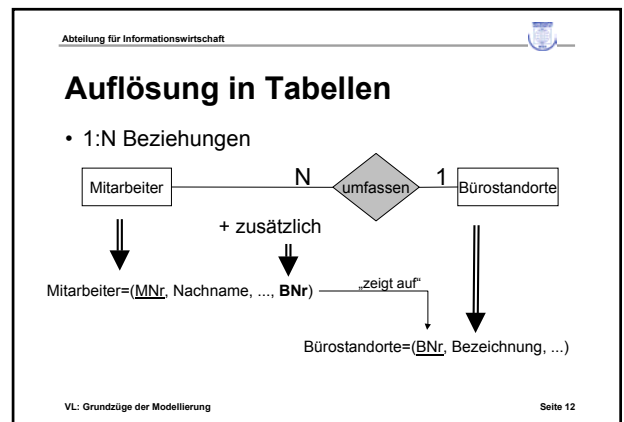 Abteilung für Informationswirtschaft
Auflösung in Tabellen
• 1:N Beziehungen
Mitarbeiter N umfassen 1 Bürostandorte
+ zusätzlich
Mitarbeiter=(MNr, Nachname, ..., BNr) „zeigt auf“
Bürostandorte=(BNr, Bezeichnung, ...)
VL: Grundzüge der Modellierung Seite 12